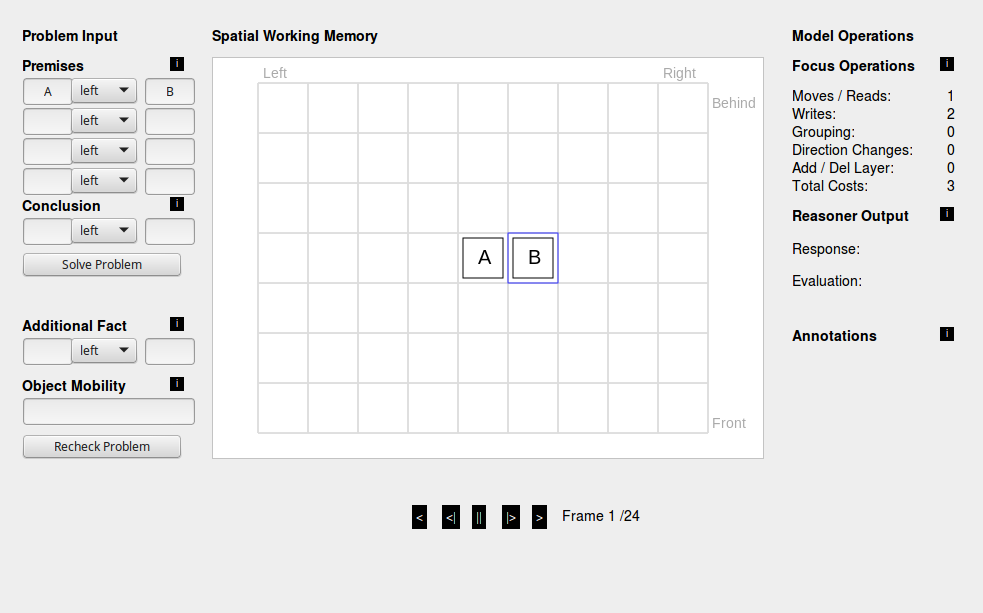 Problem Input
Premises i
A left B
left
left
left
Conclusion i
left
Solve Problem
Additional Fact i
left
Object Mobility i
Recheck Problem
Spatial Working Memory
Left Right
Behind
A B
Front
< <| || |> > Frame 1 /24
Model Operations
Focus Operations i
Moves / Reads: 1
Writes: 2
Grouping: 0
Direction Changes: 0
Add / Del Layer: 0
Total Costs: 3
Reasoner Output i
Response:
Evaluation:
Annotations i